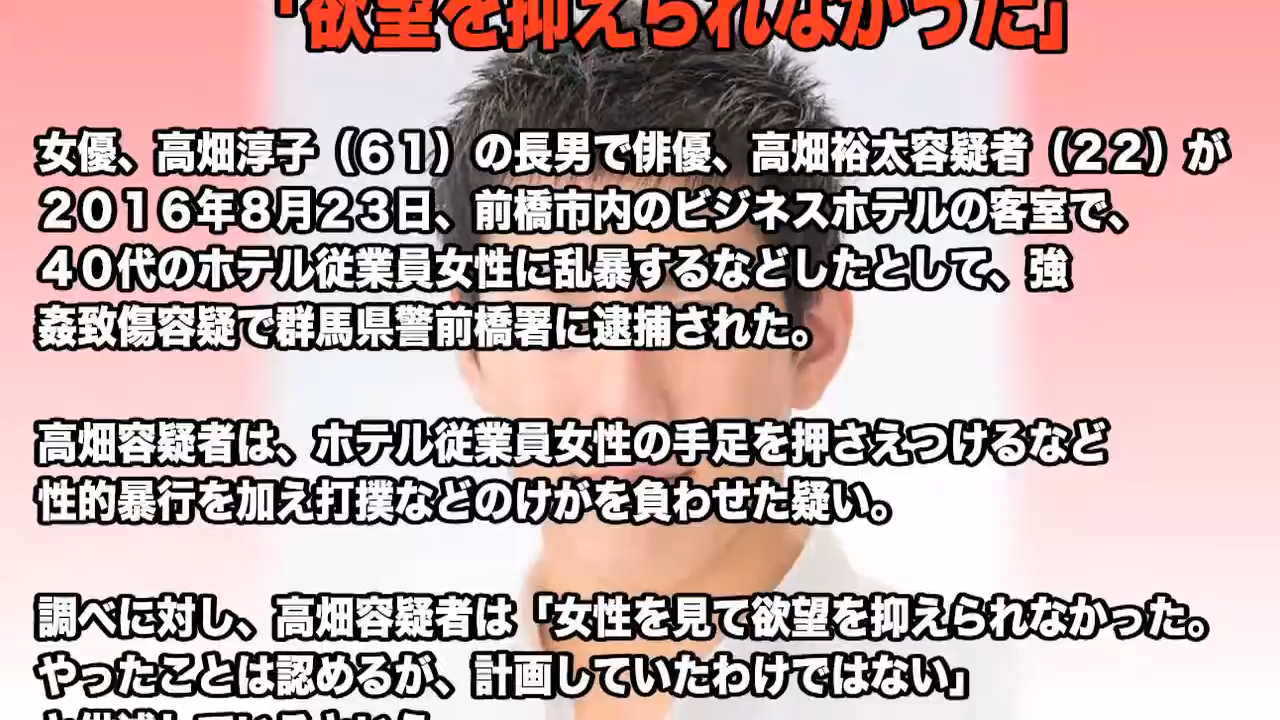 「欲望を抑えられなかった」
女優、高畑淳子（６１）の長男で俳優、高畑裕太容疑者（２２）が
２０１６年８月２３日、前橋市内のビジネスホテルの客室で、
４０代のホテル従業員女性に乱暴するなどしたとして、強
姦致傷容疑で群馬県警前橋署に逮捕された。
高畑容疑者は、ホテル従業員女性の手足を押さえつけるなど
性的暴行を加え打撲などのけがを負わせた疑い。
調べに対し、高畑容疑者は「女性を見て欲望を抑えられなかった。
やったことは認めるが、計画していたわけではない」